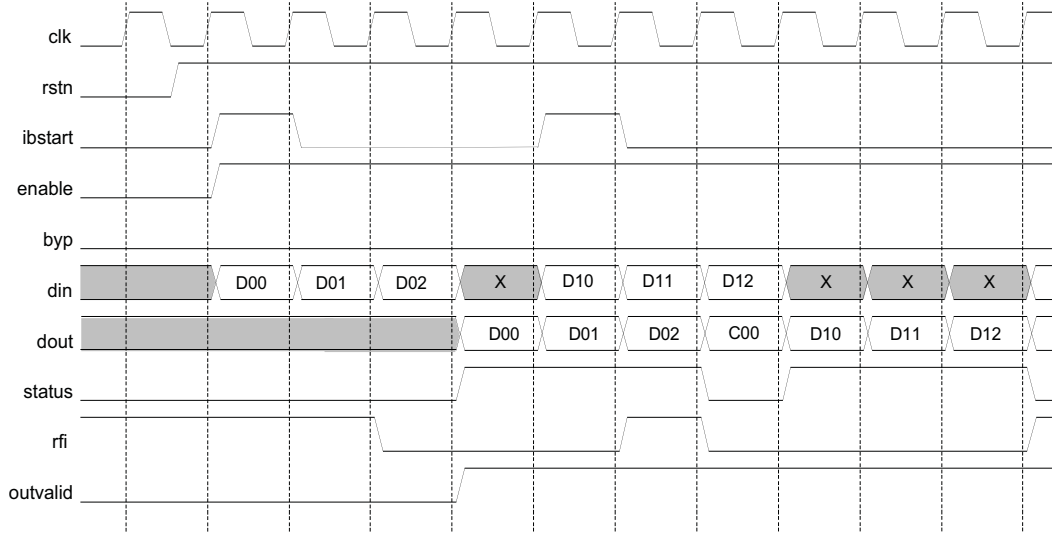 clk
rstn
ibstart
enable
byp
din D00 D01 D02 X D10 D11 D12 X X X
dout D00 D01 D02 C00 D10 D11 D12
status
rfi
outvalid